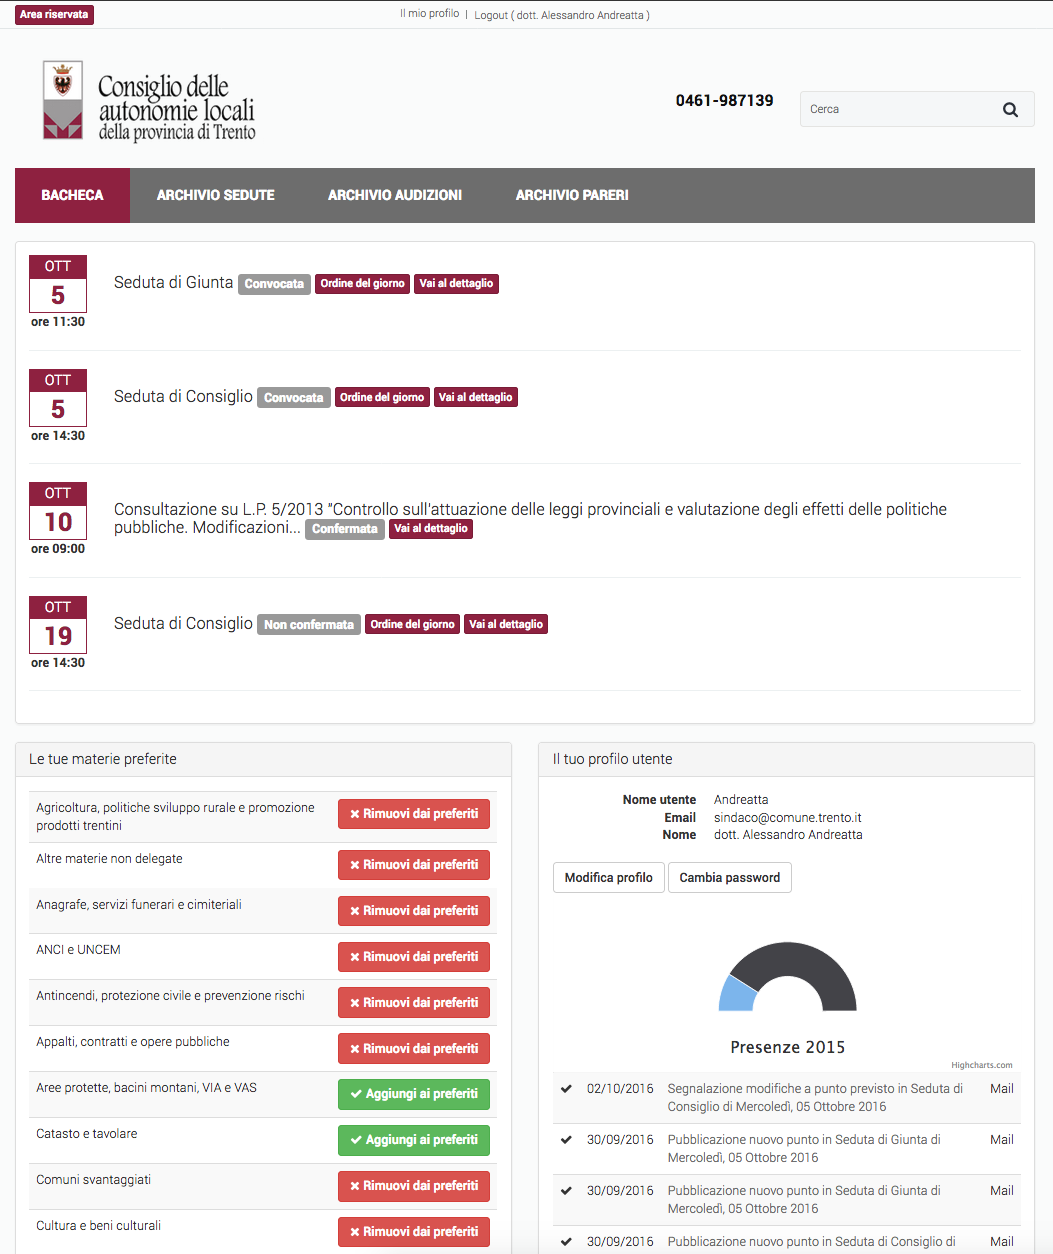 Area riservata
Il mio profilo | Logout ( dott. Alessandro Andreatta )
Consiglio delle
autonomie locali
della provincia di Trento
0461-987139
Cerca
BACHECA ARCHIVIO SEDUTE ARCHIVIO AUDIZIONI ARCHIVIO PARERI
OTT
5
ore 11:30
Seduta di Giunta Convocata Ordine del giorno Vai al dettaglio
OTT
5
ore 14:30
Seduta di Consiglio Convocata Ordine del giorno Vai al dettaglio
OTT
10
ore 09:00
Consultazione su L.P. 5/2013 "Controllo sull'attuazione delle leggi provinciali e valutazione degli effetti delle politiche
pubbliche. Modificazioni... Confermata Vai al dettaglio
OTT
19
ore 14:30
Seduta di Consiglio Non confermata Ordine del giorno Vai al dettaglio
Le tue materie preferite
Agricoltura, politiche sviluppo rurale e promozione
prodotti trentini
Rimuovi dai preferiti
Altre materie non delegate
Rimuovi dai preferiti
Anagrafe, servizi funerari e cimiteriali
Rimuovi dai preferiti
ANCI e UNCEM
Rimuovi dai preferiti
Antincendi, protezione civile e prevenzione rischi
Rimuovi dai preferiti
Appalti, contratti e opere pubbliche
Rimuovi dai preferiti
Aree protette, bacini montani, VIA e VAS
Aggiungi ai preferiti
Catasto e tavolare
Aggiungi ai preferiti
Comuni svantaggiati
Rimuovi dai preferiti
Cultura e beni culturali
Rimuovi dai preferiti
Il tuo profilo utente
Nome utente Andreatta
Email sindaco@comune.trento.it
Nome dott. Alessandro Andreatta
Modifica profilo Cambia password
Presenze 2015
Highcharts.com
02/10/2016 Segnalazione modifiche a punto previsto in Seduta di Mail
Consiglio di Mercoledì, 05 Ottobre 2016
30/09/2016 Pubblicazione nuovo punto in Seduta di Giunta di Mail
Mercoledì, 05 Ottobre 2016
30/09/2016 Pubblicazione nuovo punto in Seduta di Giunta di Mail
Mercoledì, 05 Ottobre 2016
30/09/2016 Pubblicazione nuovo punto in Seduta di Consiglio di Mail